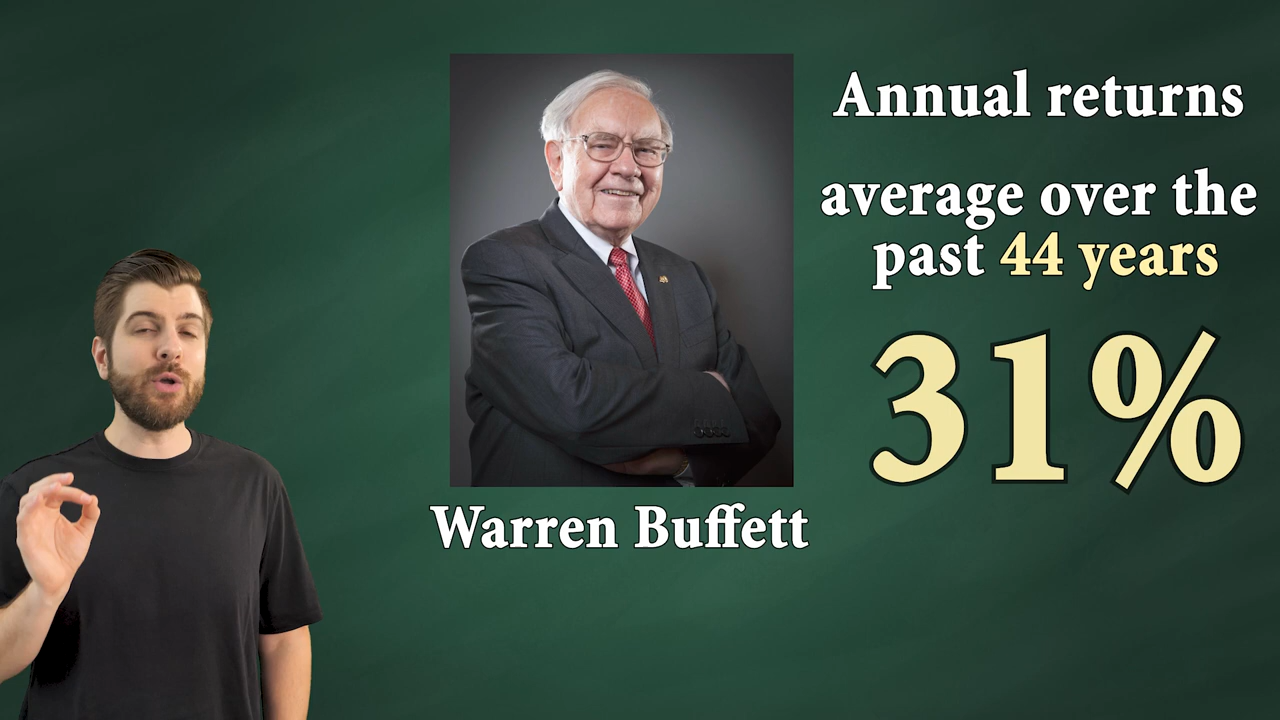 Annual returns
average over the
past 44 years
31%
Warren Buffett